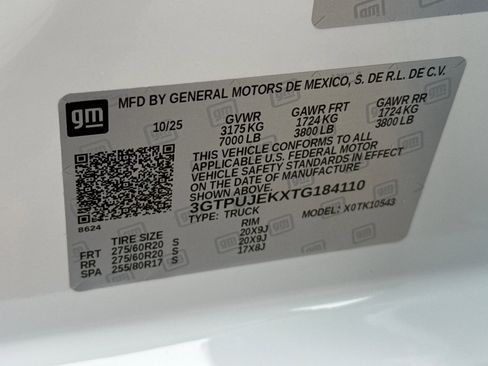 gm
MFD BY GENERAL MOTORS DE MEXICO, S. DE R.L. DE C.V.
10/25 GVWR GAWR FRT GAWR RR
3175 KG 1724 KG 1724 KG
7000 LB 3800 LB 3800 LB
THIS VEHICLE CONFORMS TO ALL
APPLICABLE U.S. FEDERAL MOTOR
VEHICLE SAFETY STANDARDS IN EFFECT
ON THE DATE OF MANUFACTURE
8624
3GTPUJEKXTG184110
TYPE: TRUCK MODEL: X0TK10543
TIRE SIZE RIM
FRT 275/60R20 S 20X9J
RR 275/60R20 S 20X9J
SPA 255/80R17 S 17X8J